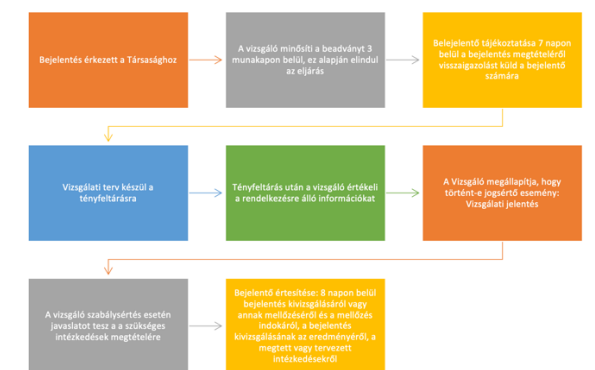 Bejelentés érkezett a Társasághoz
A vizsgáló minősíti a beadványt 3
munakapon belül, ez alapján elindul
az eljárás
Belejelentő tájékoztatása 7 napon
belül a bejelentés megtételéről
visszaigazolást küld a bejelentő
számára
Vizsgálati terv készül a
tényfeltárásra
Tényfeltárás után a vizsgáló értékeli
a rendelkezésre álló információkat
A Vizsgáló megállapítja, hogy
történt-e jogsértő esemény:
Vizsgálati jelentés
A vizsgáló szabálysértés esetén
javaslatot tesz a a szükséges
intézkedések megtételére
Bejelentő értesítése: 8 napon belül
bejelentés kivizsgálásáról vagy
annak mellőzéséről és a mellőzés
indokáról, a bejelentés
kivizsgálásának az eredményéről, a
megtett vagy tervezett
intézkedésekről